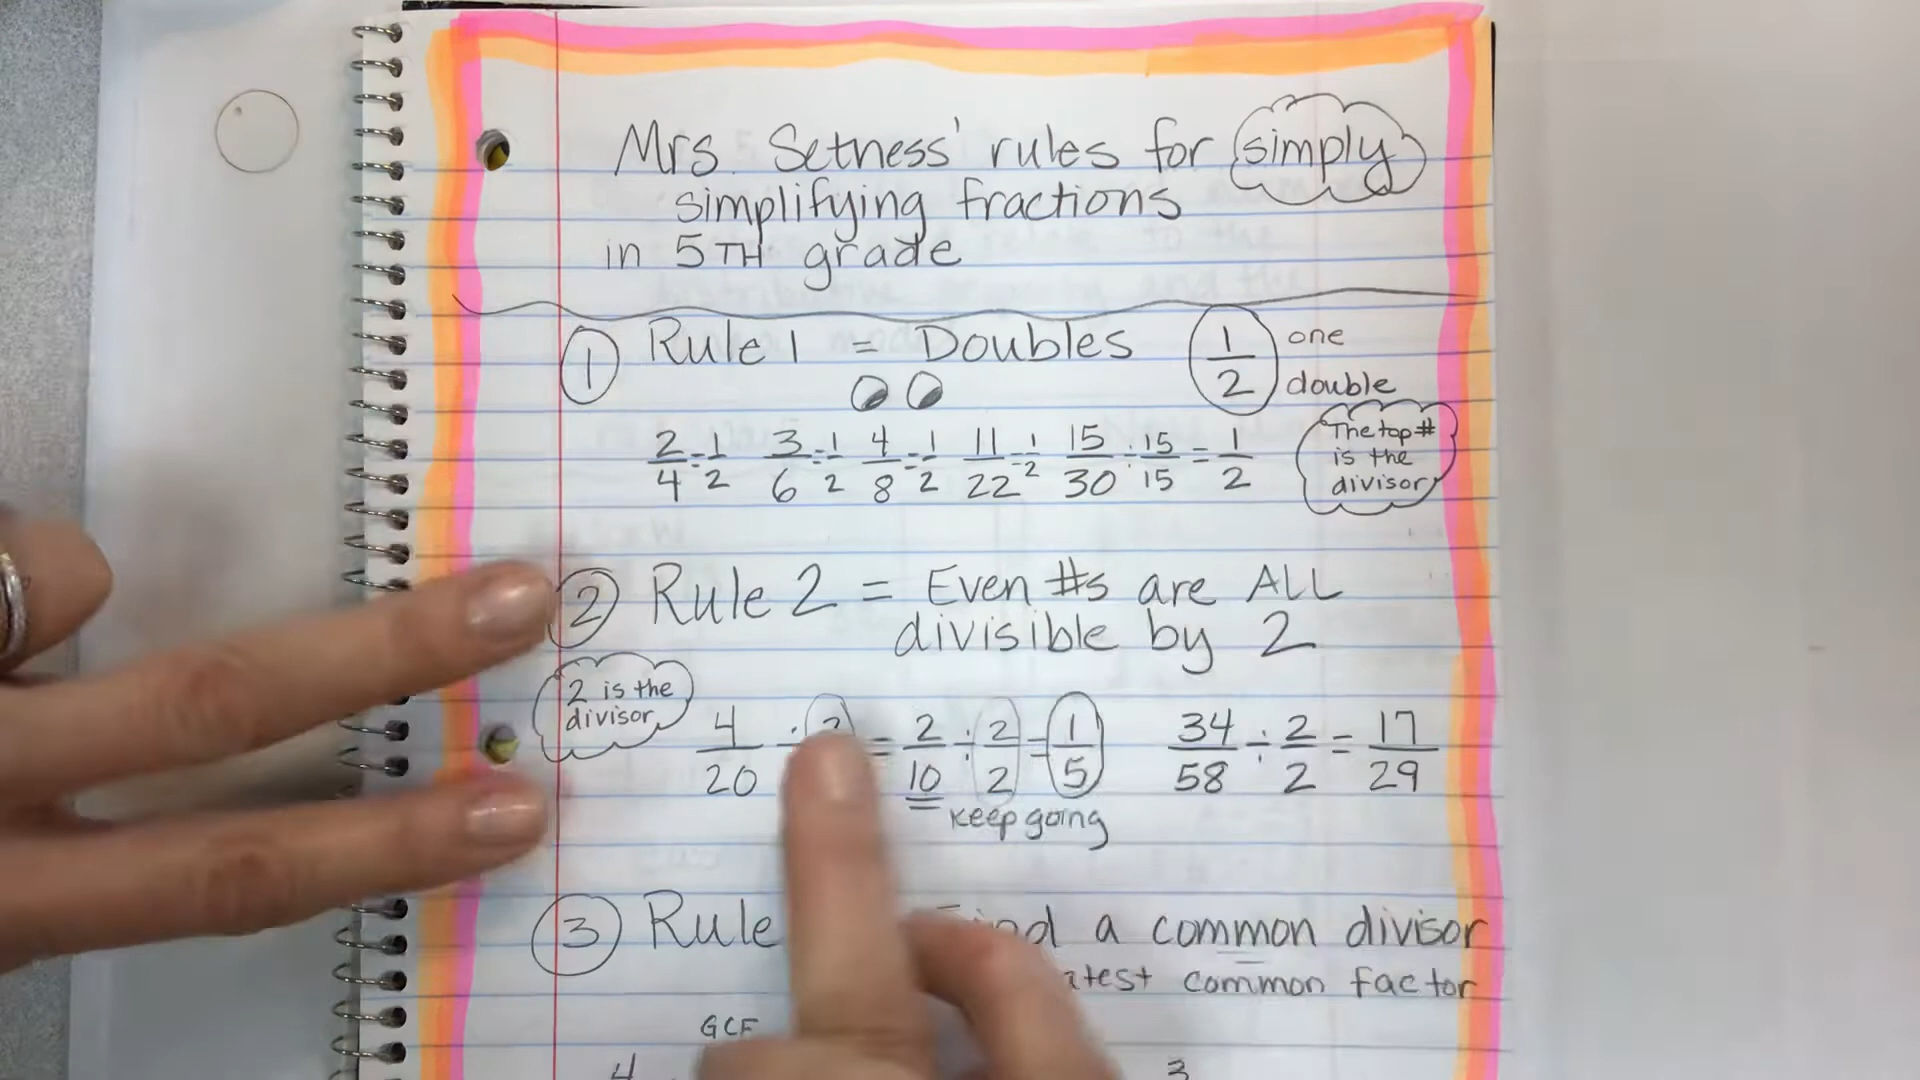 Mrs. Setness' rules for simply
simplifying fractions
in 5TH grade
1 Rule 1 = Doubles 1/2 one double
2/4 = 1/2 3/6 = 1/2 4/8 = 1/2 11/22 = 1/2 15/30 ÷ 15/15 = 1/2
The top #
is the
divisor
2 Rule 2 = Even #s are ALL
divisible by 2
2 is the
divisor
4/20 = 2/10 ÷ 2/2 = 1/5 34/58 ÷ 2/2 = 17/29
keep going
3 Rule a common divisor
common factor
GCF
4 3